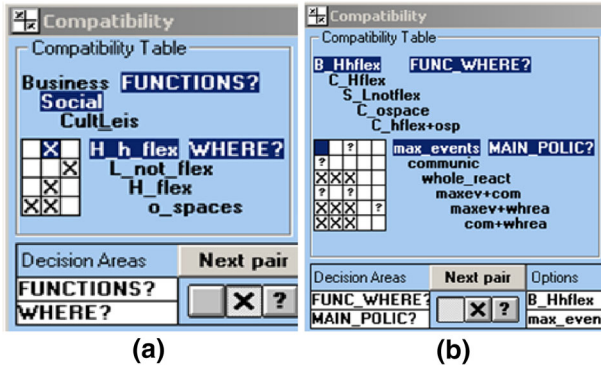 Compatibility
Compatibility Table
Business FUNCTIONS?
Social
CultLeis
X H_h_flex WHERE?
X L_not_flex
X H_flex
X X o_spaces
Decision Areas Next pair
FUNCTIONS?
WHERE? X ?
(a)
Compatibility
Compatibility Table
B_Hhflex FUNC_WHERE?
C_Hflex
S_Lnotflex
C_ospace
C_hflex+osp
? max_events MAIN_POLIC?
? communic
X X X whole_react
? ? maxev+com
X X X ? maxev+whrea
X X X com+whrea
Decision Areas Next pair Options
FUNC_WHERE? X ? B_Hhflex
MAIN_POLIC? max_even
(b)